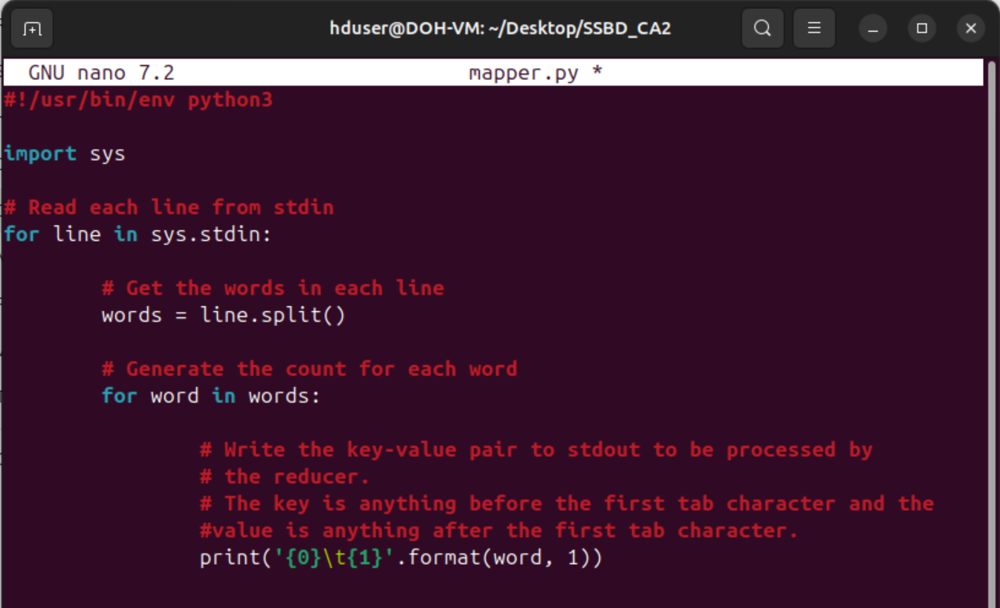 hduser@DOH-VM: ~/Desktop/SSBD_CA2
GNU nano 7.2 mapper.py *
#!/usr/bin/env python3
import sys
# Read each line from stdin
for line in sys.stdin:
# Get the words in each line
words = line.split()
# Generate the count for each word
for word in words:
# Write the key-value pair to stdout to be processed by
# the reducer.
# The key is anything before the first tab character and the
#value is anything after the first tab character.
print('{0}\t{1}'.format(word, 1))